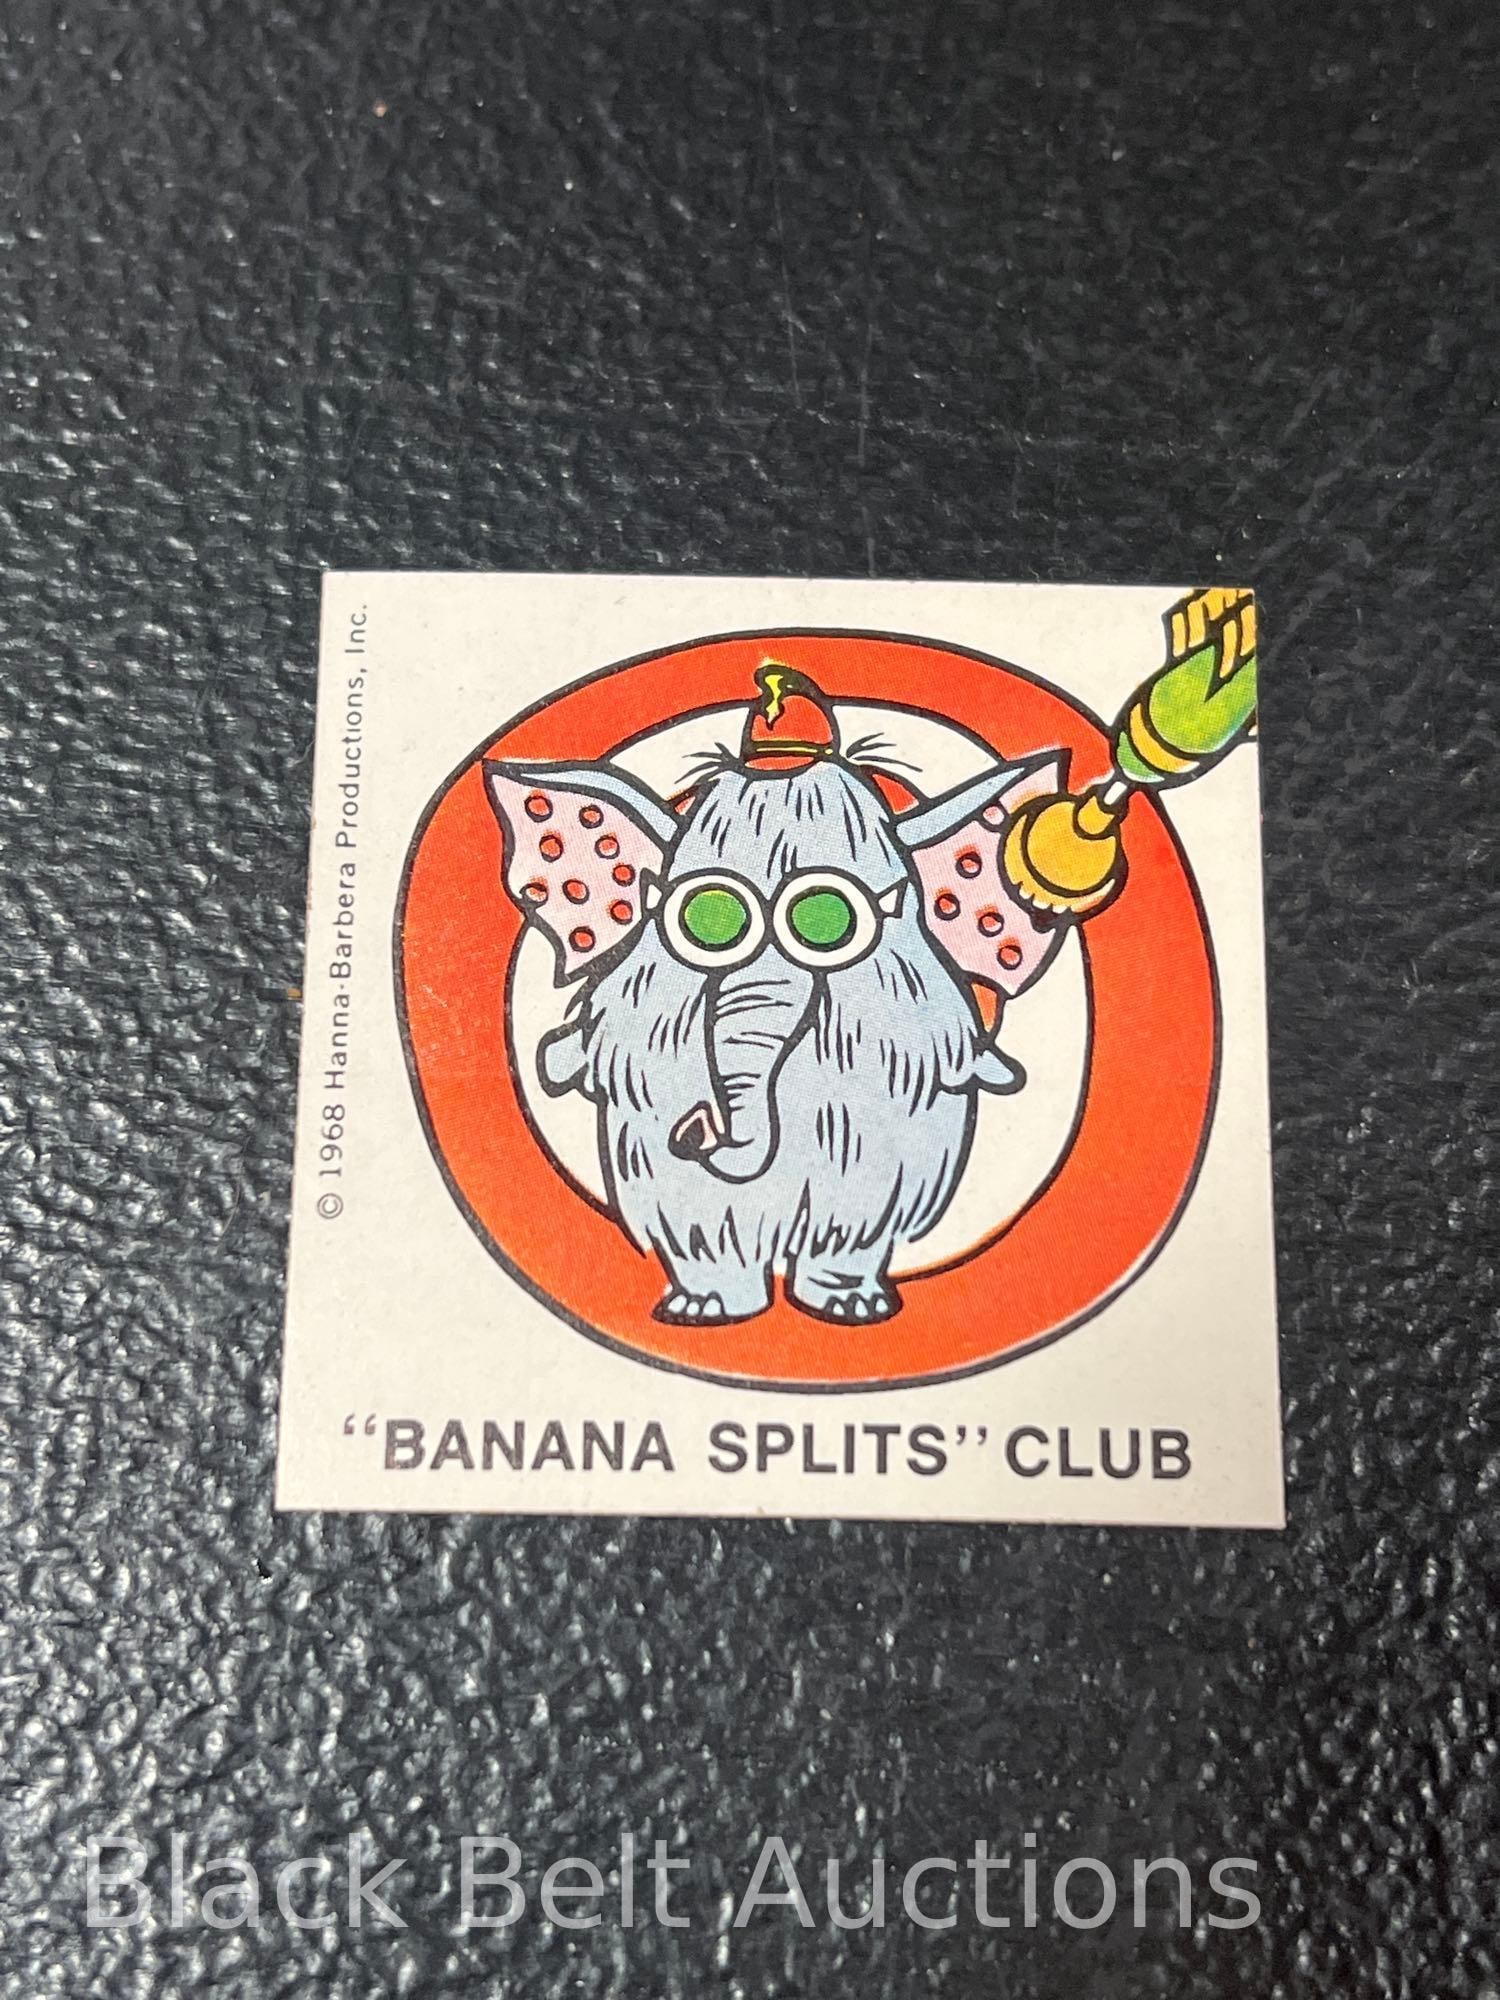 © 1968 Hanna-Barbera Productions, Inc.
“BANANA SPLITS” CLUB
Black Belt Auctions